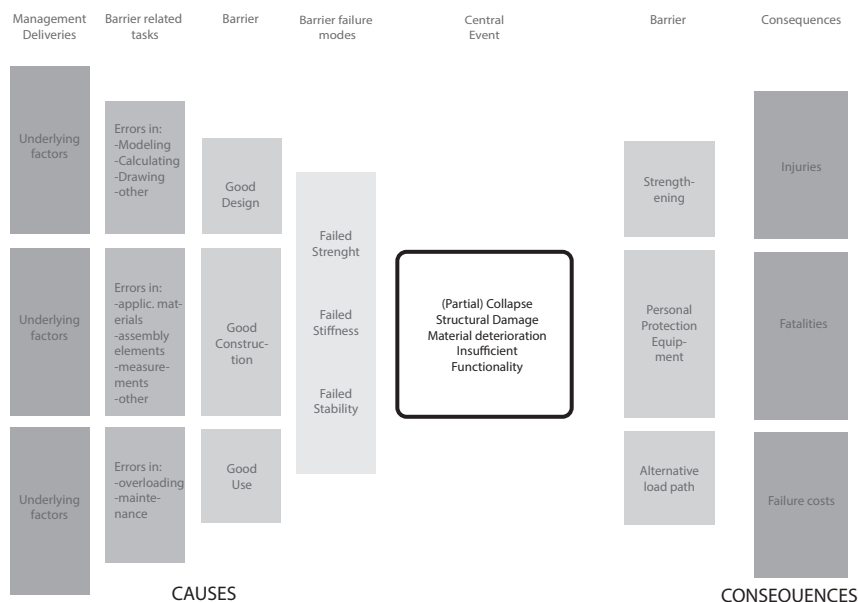 Management
Deliveries
Barrier related
tasks
Barrier
Barrier failure
modes
Central
Event
Barrier
Consequences
Underlying
factors
Errors in:
-Modeling
-Calculating
-Drawing
-other
Good
Design
Underlying
factors
Errors in:
-applic. mat-
erials
-assembly
elements
-measure-
ments
-other
Good
Construc-
tion
Underlying
factors
Errors in:
-overloading
-mainte-
nance
Good
Use
Failed
Strenght
Failed
Stiffness
Failed
Stability
(Partial) Collapse
Structural Damage
Material deterioration
Insufficient
Functionality
Strength-
ening
Personal
Protection
Equip-
ment
Alternative
load path
Injuries
Fatalities
Failure costs
CAUSES
CONSEQUENCES